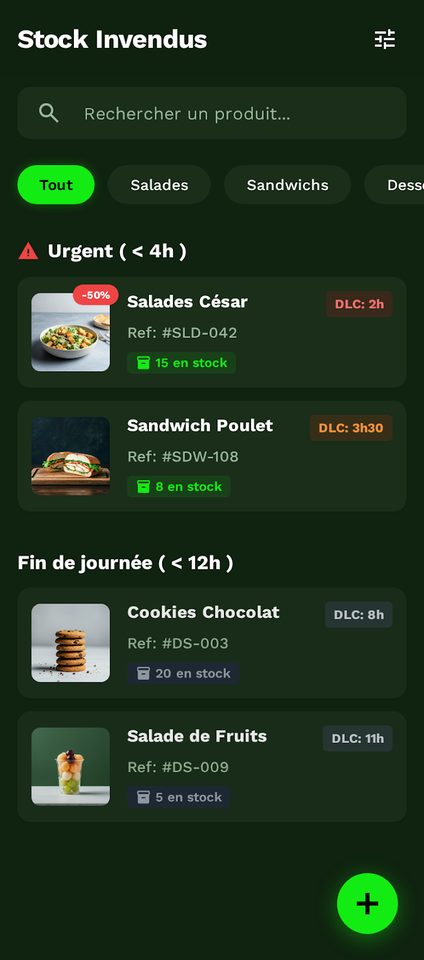 Stock Invendus
Rechercher un produit...
Tout
Salades
Sandwichs
Desse
Urgent ( < 4h )
-50%
Salades César
DLC: 2h
Ref: #SLD-042
15 en stock
Sandwich Poulet
DLC: 3h30
Ref: #SDW-108
8 en stock
Fin de journée ( < 12h )
Cookies Chocolat
DLC: 8h
Ref: #DS-003
20 en stock
Salade de Fruits
DLC: 11h
Ref: #DS-009
5 en stock